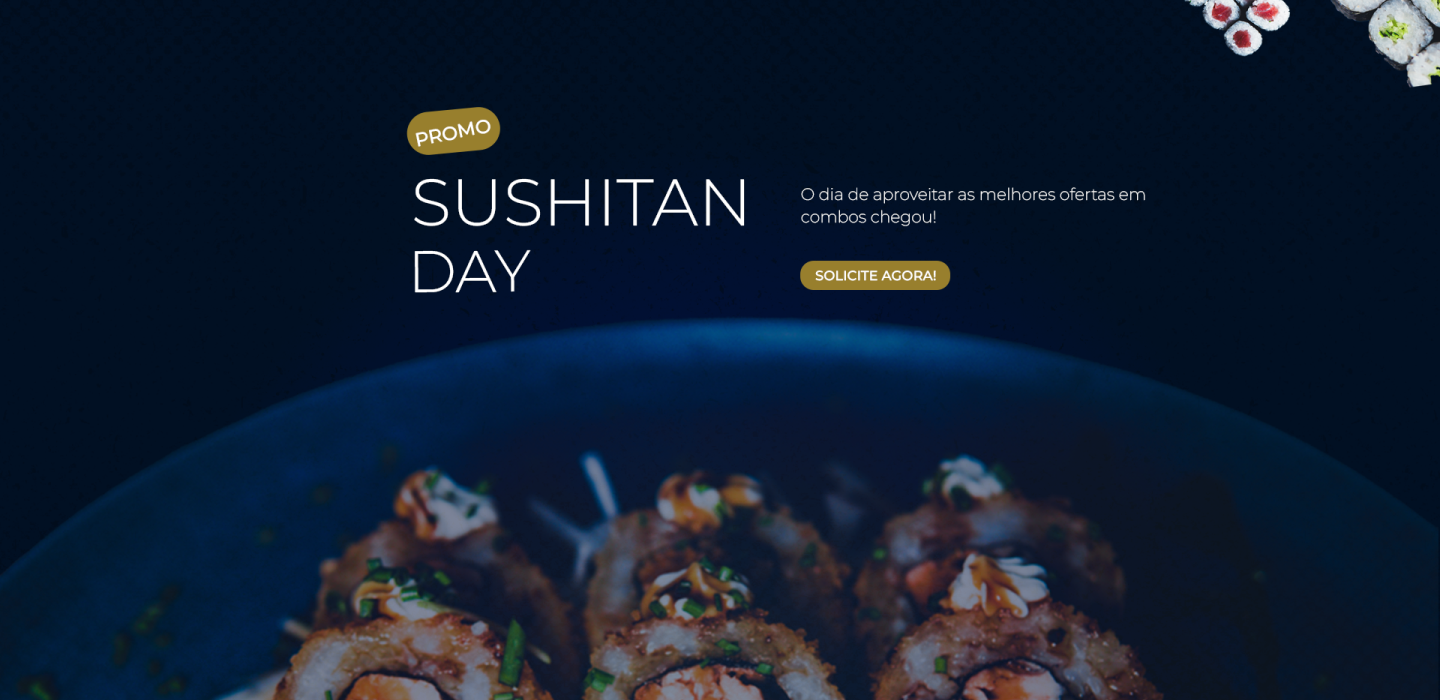 PROMO
SUSHITAN
DAY
O dia de aproveitar as melhores ofertas em
combos chegou!
SOLICITE AGORA!